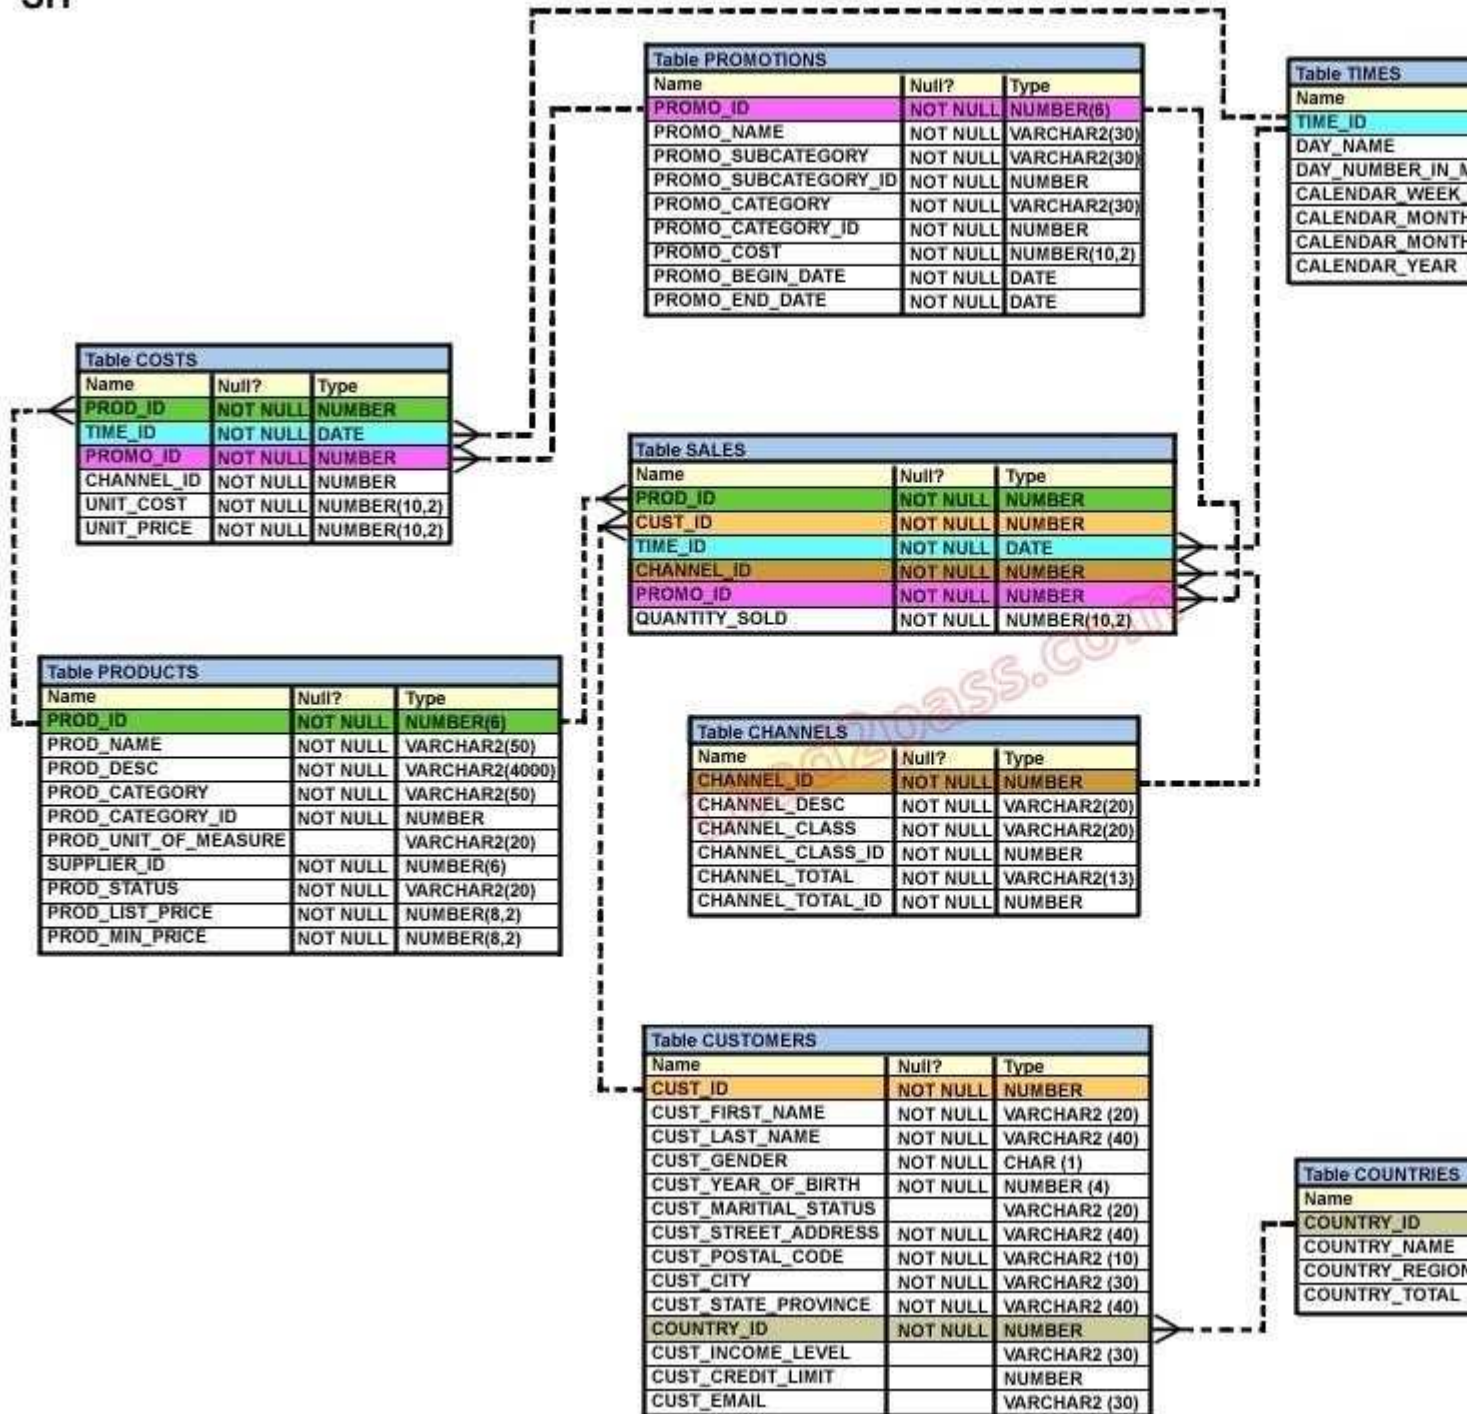 Table PROMOTIONS
Name Null? Type
PROMO_ID NOT NULL NUMBER(6)
PROMO_NAME NOT NULL VARCHAR2(30)
PROMO_SUBCATEGORY NOT NULL VARCHAR2(30)
PROMO_SUBCATEGORY_ID NOT NULL NUMBER
PROMO_CATEGORY NOT NULL VARCHAR2(30)
PROMO_CATEGORY_ID NOT NULL NUMBER
PROMO_COST NOT NULL NUMBER(10,2)
PROMO_BEGIN_DATE NOT NULL DATE
PROMO_END_DATE NOT NULL DATE
Table TIMES
Name
TIME_ID
DAY_NAME
DAY_NUMBER_IN_M
CALENDAR_WEEK_
CALENDAR_MONTH
CALENDAR_MONTH
CALENDAR_YEAR
Table COSTS
Name Null? Type
PROD_ID NOT NULL NUMBER
TIME_ID NOT NULL DATE
PROMO_ID NOT NULL NUMBER
CHANNEL_ID NOT NULL NUMBER
UNIT_COST NOT NULL NUMBER(10,2)
UNIT_PRICE NOT NULL NUMBER(10,2)
Table SALES
Name Null? Type
PROD_ID NOT NULL NUMBER
CUST_ID NOT NULL NUMBER
TIME_ID NOT NULL DATE
CHANNEL_ID NOT NULL NUMBER
PROMO_ID NOT NULL NUMBER
QUANTITY_SOLD NOT NULL NUMBER(10,2)
Table PRODUCTS
Name Null? Type
PROD_ID NOT NULL NUMBER(6)
PROD_NAME NOT NULL VARCHAR2(50)
PROD_DESC NOT NULL VARCHAR2(4000)
PROD_CATEGORY NOT NULL VARCHAR2(50)
PROD_CATEGORY_ID NOT NULL NUMBER
PROD_UNIT_OF_MEASURE VARCHAR2(20)
SUPPLIER_ID NOT NULL NUMBER(6)
PROD_STATUS NOT NULL VARCHAR2(20)
PROD_LIST_PRICE NOT NULL NUMBER(8,2)
PROD_MIN_PRICE NOT NULL NUMBER(8,2)
Table CHANNELS
Name Null? Type
CHANNEL_ID NOT NULL NUMBER
CHANNEL_DESC NOT NULL VARCHAR2(20)
CHANNEL_CLASS NOT NULL VARCHAR2(20)
CHANNEL_CLASS_ID NOT NULL NUMBER
CHANNEL_TOTAL NOT NULL VARCHAR2(13)
CHANNEL_TOTAL_ID NOT NULL NUMBER
Table CUSTOMERS
Name Null? Type
CUST_ID NOT NULL NUMBER
CUST_FIRST_NAME NOT NULL VARCHAR2 (20)
CUST_LAST_NAME NOT NULL VARCHAR2 (40)
CUST_GENDER NOT NULL CHAR (1)
CUST_YEAR_OF_BIRTH NOT NULL NUMBER (4)
CUST_MARITIAL_STATUS VARCHAR2 (20)
CUST_STREET_ADDRESS NOT NULL VARCHAR2 (40)
CUST_POSTAL_CODE NOT NULL VARCHAR2 (10)
CUST_CITY NOT NULL VARCHAR2 (30)
CUST_STATE_PROVINCE NOT NULL VARCHAR2 (40)
COUNTRY_ID NOT NULL NUMBER
CUST_INCOME_LEVEL VARCHAR2 (30)
CUST_CREDIT_LIMIT NUMBER
CUST_EMAIL VARCHAR2 (30)
Table COUNTRIES
Name
COUNTRY_ID
COUNTRY_NAME
COUNTRY_REGION
COUNTRY_TOTAL